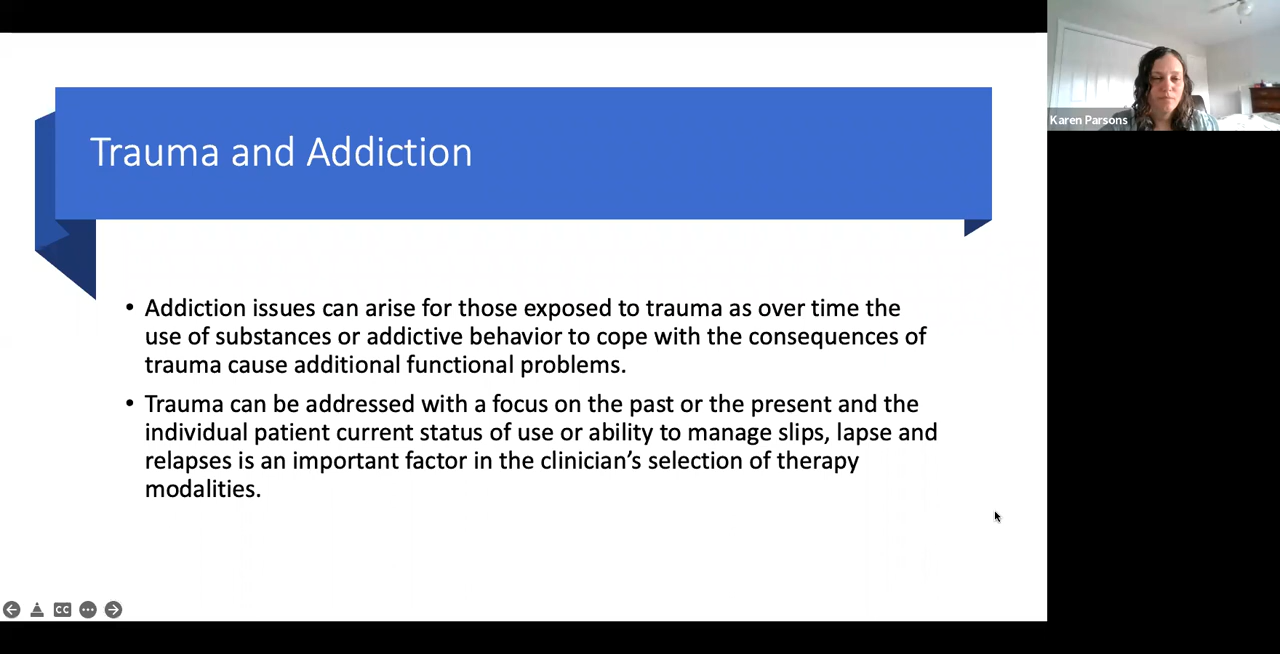 Trauma and Addiction
• Addiction issues can arise for those exposed to trauma as over time the
use of substances or addictive behavior to cope with the consequences of
trauma cause additional functional problems.
• Trauma can be addressed with a focus on the past or the present and the
individual patient current status of use or ability to manage slips, lapse and
relapses is an important factor in the clinician’s selection of therapy
modalities.
Karen Parsons
CC